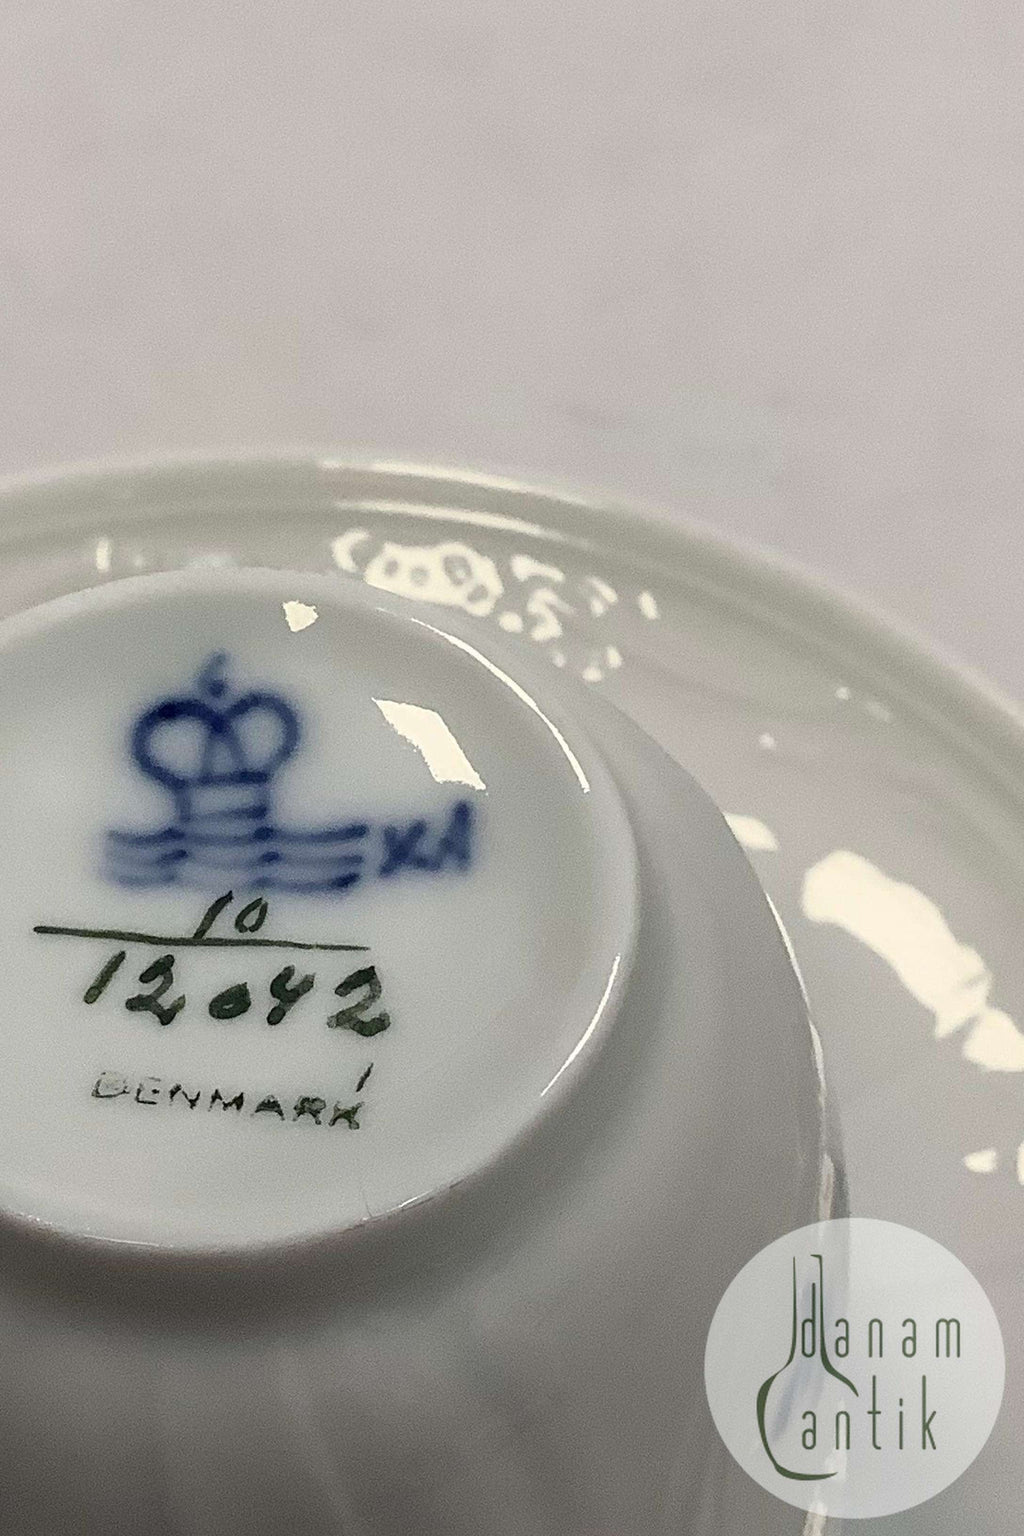 10
12042
DENMARK
danam
antik